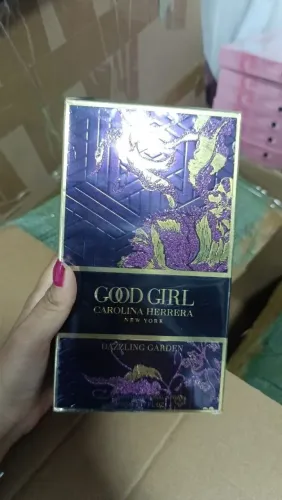 GOOD GIRL
CAROLINA HERRERA
NEW YORK
DAZZLING GARDEN